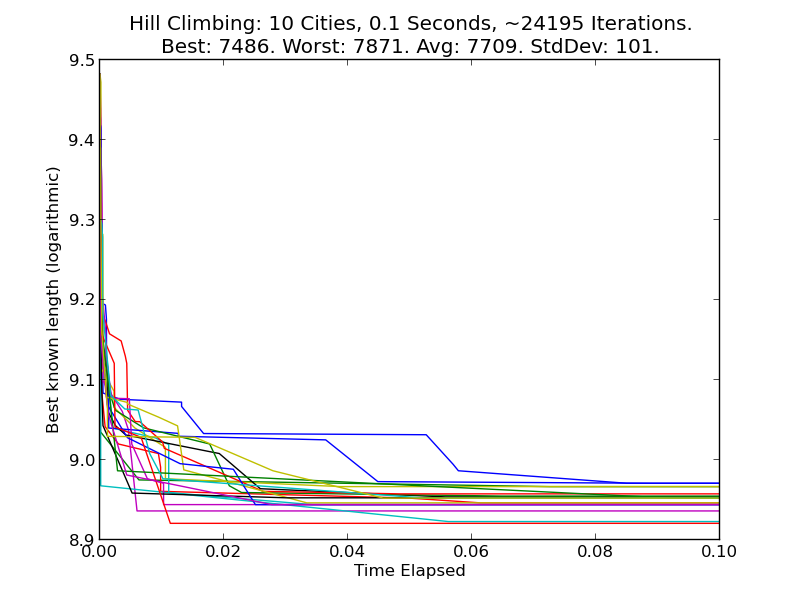 Hill Climbing: 10 Cities, 0.1 Seconds, ~24195 Iterations.
Best: 7486. Worst: 7871. Avg: 7709. StdDev: 101.
9.5
9.4
9.3
9.2
9.1
9.0
8.9
Best known length (logarithmic)
0.00 0.02 0.04 0.06 0.08 0.10
Time Elapsed